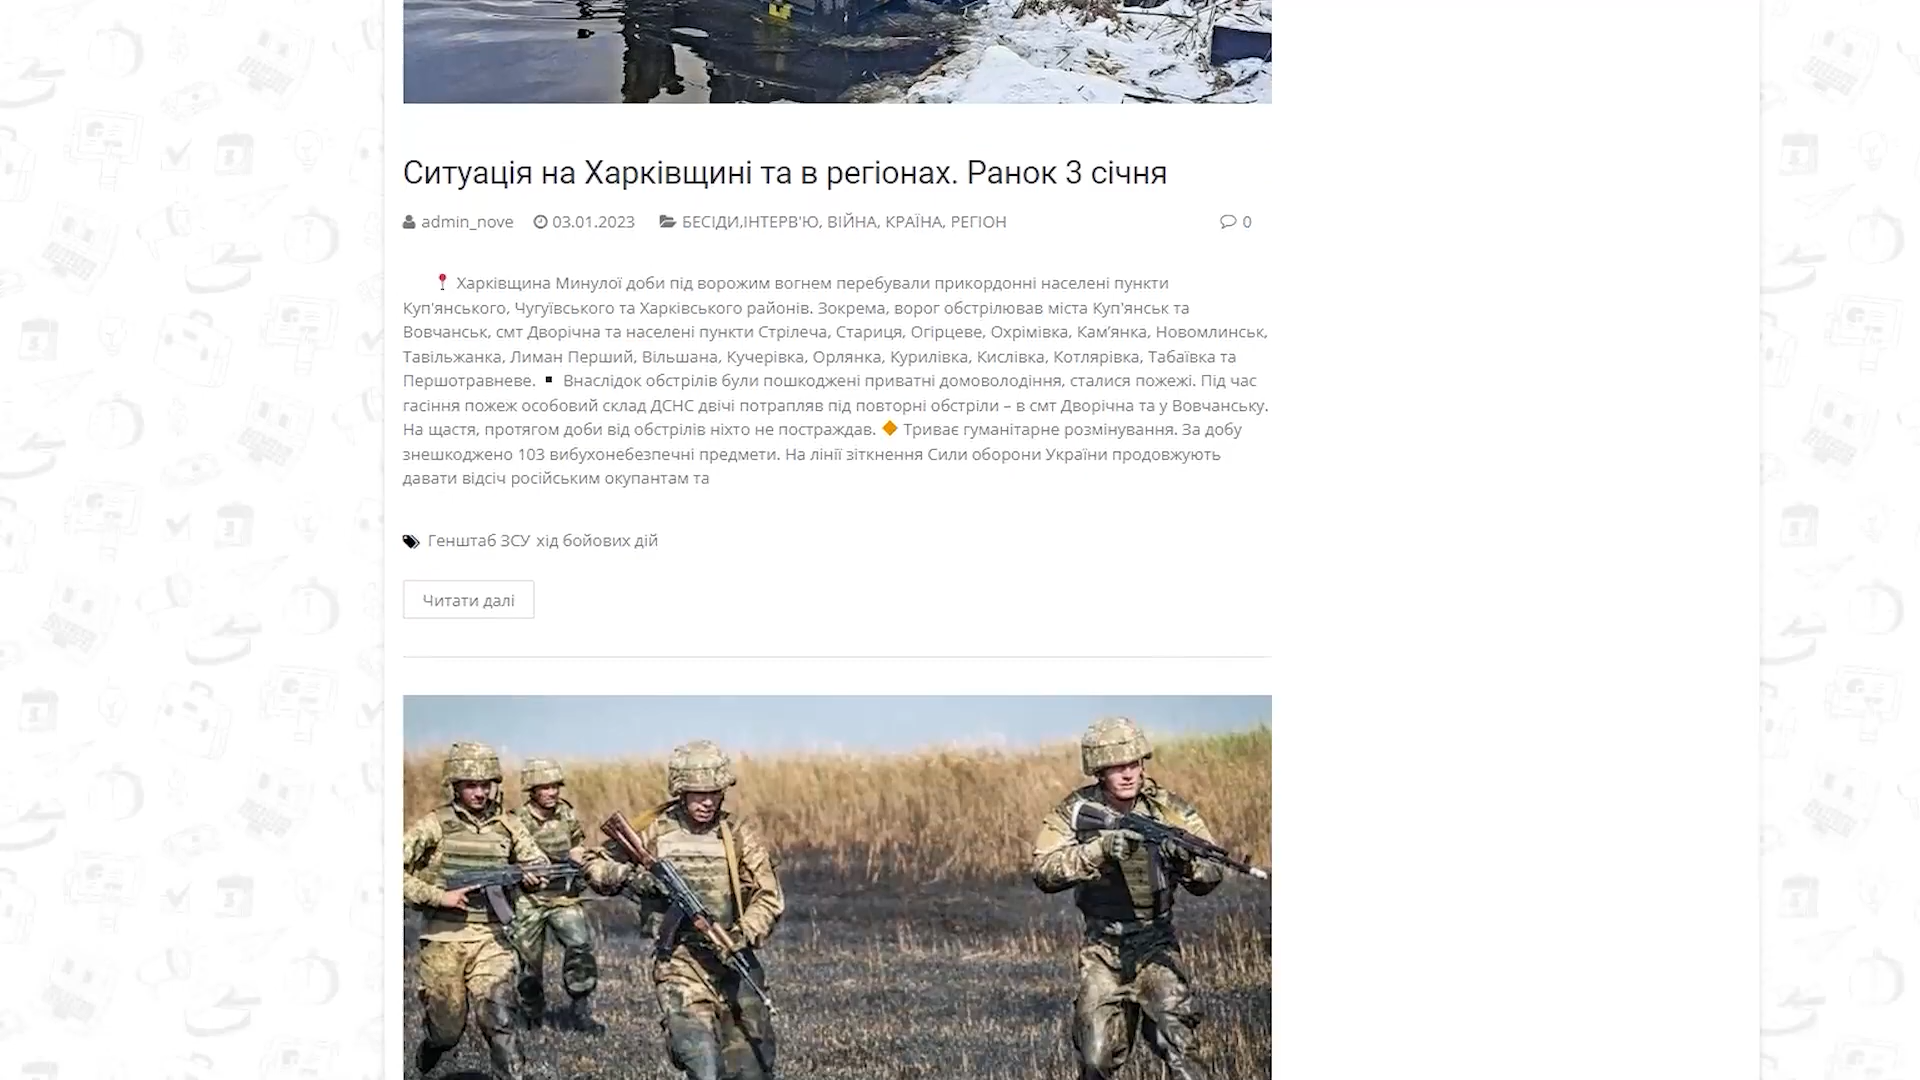 Ситуація на Харківщині та в регіонах. Ранок 3 січня
admin_nove 03.01.2023 БЕСІДИ,ІНТЕРВ'Ю, ВІЙНА, КРАЇНА, РЕГІОН 0
Харківщина Минулої доби під ворожим вогнем перебували прикордонні населені пункти
Куп'янського, Чугуївського та Харківського районів. Зокрема, ворог обстрілював міста Куп'янськ та
Вовчанськ, смт Дворічна та населені пункти Стрілеча, Стариця, Огірцеве, Охрімівка, Кам’янка, Новомлинськ,
Тавільжанка, Лиман Перший, Вільшана, Кучерівка, Орлянка, Курилівка, Кислівка, Котлярівка, Табаївка та
Першотравневе. ▪ Внаслідок обстрілів були пошкоджені приватні домоволодіння, сталися пожежі. Під час
гасіння пожеж особовий склад ДСНС двічі потрапляв під повторні обстріли – в смт Дворічна та у Вовчанську.
На щастя, протягом доби від обстрілів ніхто не постраждав. 🔶 Триває гуманітарне розмінування. За добу
знешкоджено 103 вибухонебезпечні предмети. На лінії зіткнення Сили оборони України продовжують
давати відсіч російським окупантам та
Генштаб ЗСУ хід бойових дій
Читати далі